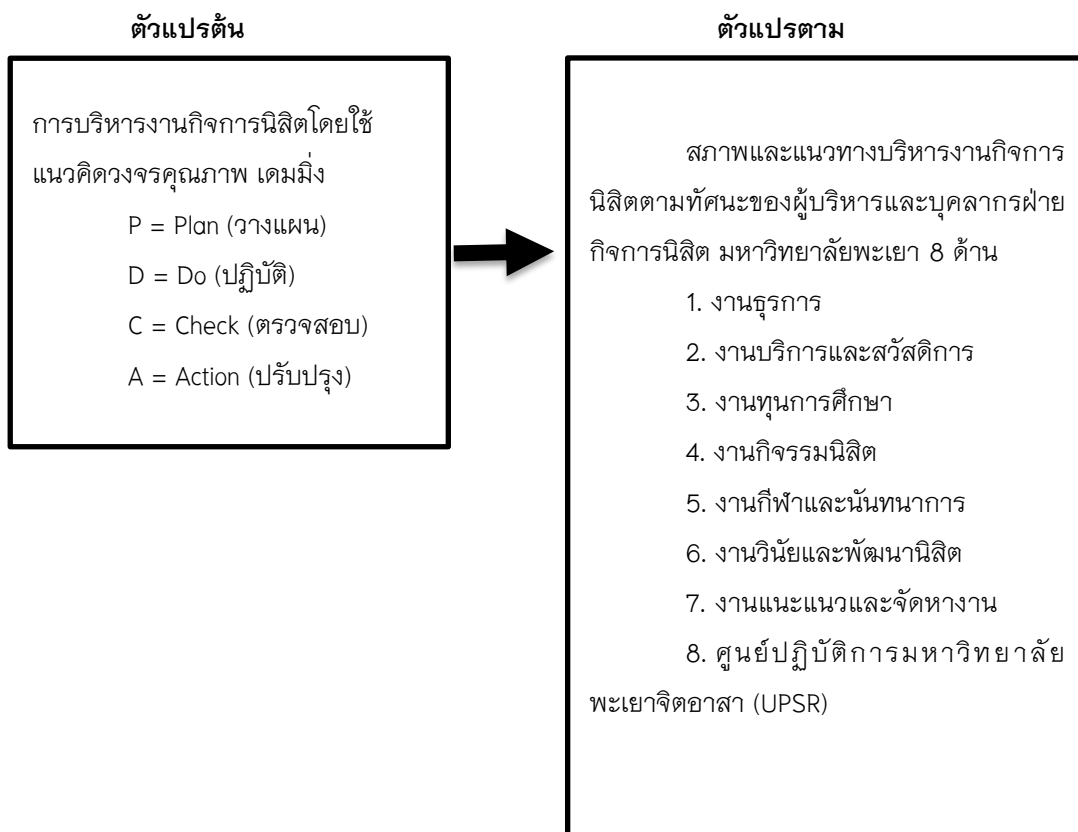 ตัวแปรต้น
การบริหารงานกิจการนิสิตโดยใช้
แนวคิดวงจรคุณภาพ เดมมิ่ง
P = Plan (วางแผน)
D = Do (ปฏิบัติ)
C = Check (ตรวจสอบ)
A = Action (ปรับปรุง)
ตัวแปรตาม
สภาพและแนวทางบริหารงานกิจการ
นิสิตตามทัศนะของผู้บริหารและบุคลากรฝ่าย
กิจการนิสิต มหาวิทยาลัยพะเยา 8 ด้าน
1. งานธุรการ
2. งานบริการและสวัสดิการ
3. งานทุนการศึกษา
4. งานกิจรรมนิสิต
5. งานกีฬาและนันทนาการ
6. งานวินัยและพัฒนานิสิต
7. งานแนะแนวและจัดหางาน
8. ศูนย์ปฏิบัติการมหาวิทยาลัย
พะเยาจิตอาสา (UPSR)